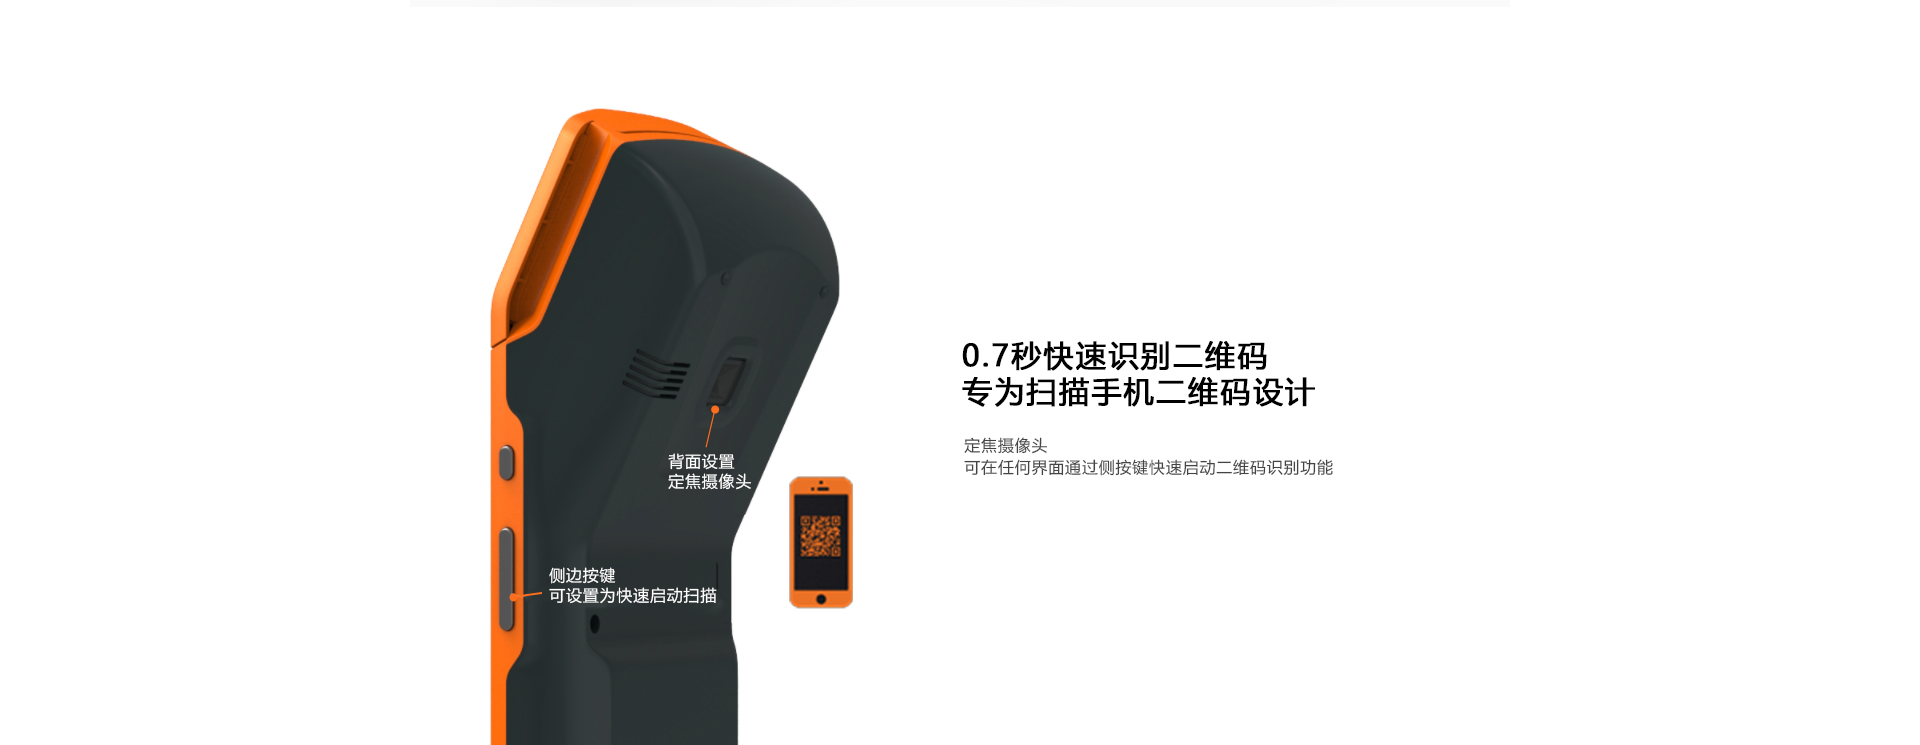 0.7秒快速识别二维码
专为扫描手机二维码设计
定焦摄像头
可在任何界面通过侧按键快速启动二维码识别功能
背面设置
定焦摄像头
侧边按键
可设置为快速启动扫描